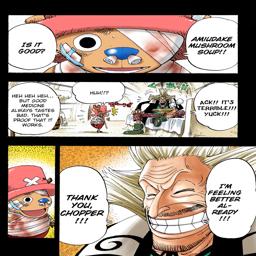 AMIUDAKE
MUSHROOM
SOUP!!
IS IT
GOOD?
ACK!! IT'S
TERRIBLE!!!
YUCK!!!
HUH!?
HEH HEH HEH...
BUT GOOD
MEDICINE
ALWAYS TASTES
BAD. THAT'S
PROOF THAT IT
WORKS.
I'M
FEELING
BETTER
AL-
READY
!!!
THANK
YOU,
CHOPPER
!!!